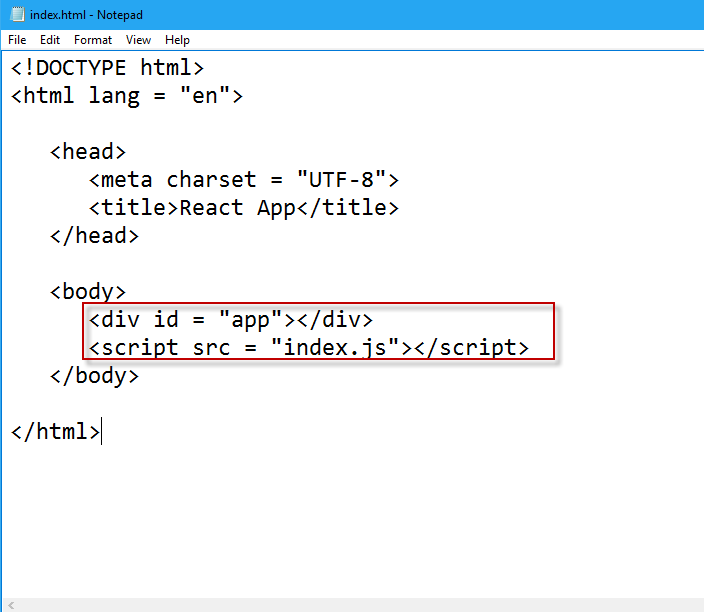 index.html - Notepad
File Edit Format View Help
<!DOCTYPE html>
<html lang = "en">
<head>
<meta charset = "UTF-8">
<title>React App</title>
</head>
<body>
<div id = "app"></div>
<script src = "index.js"></script>
</body>
</html>